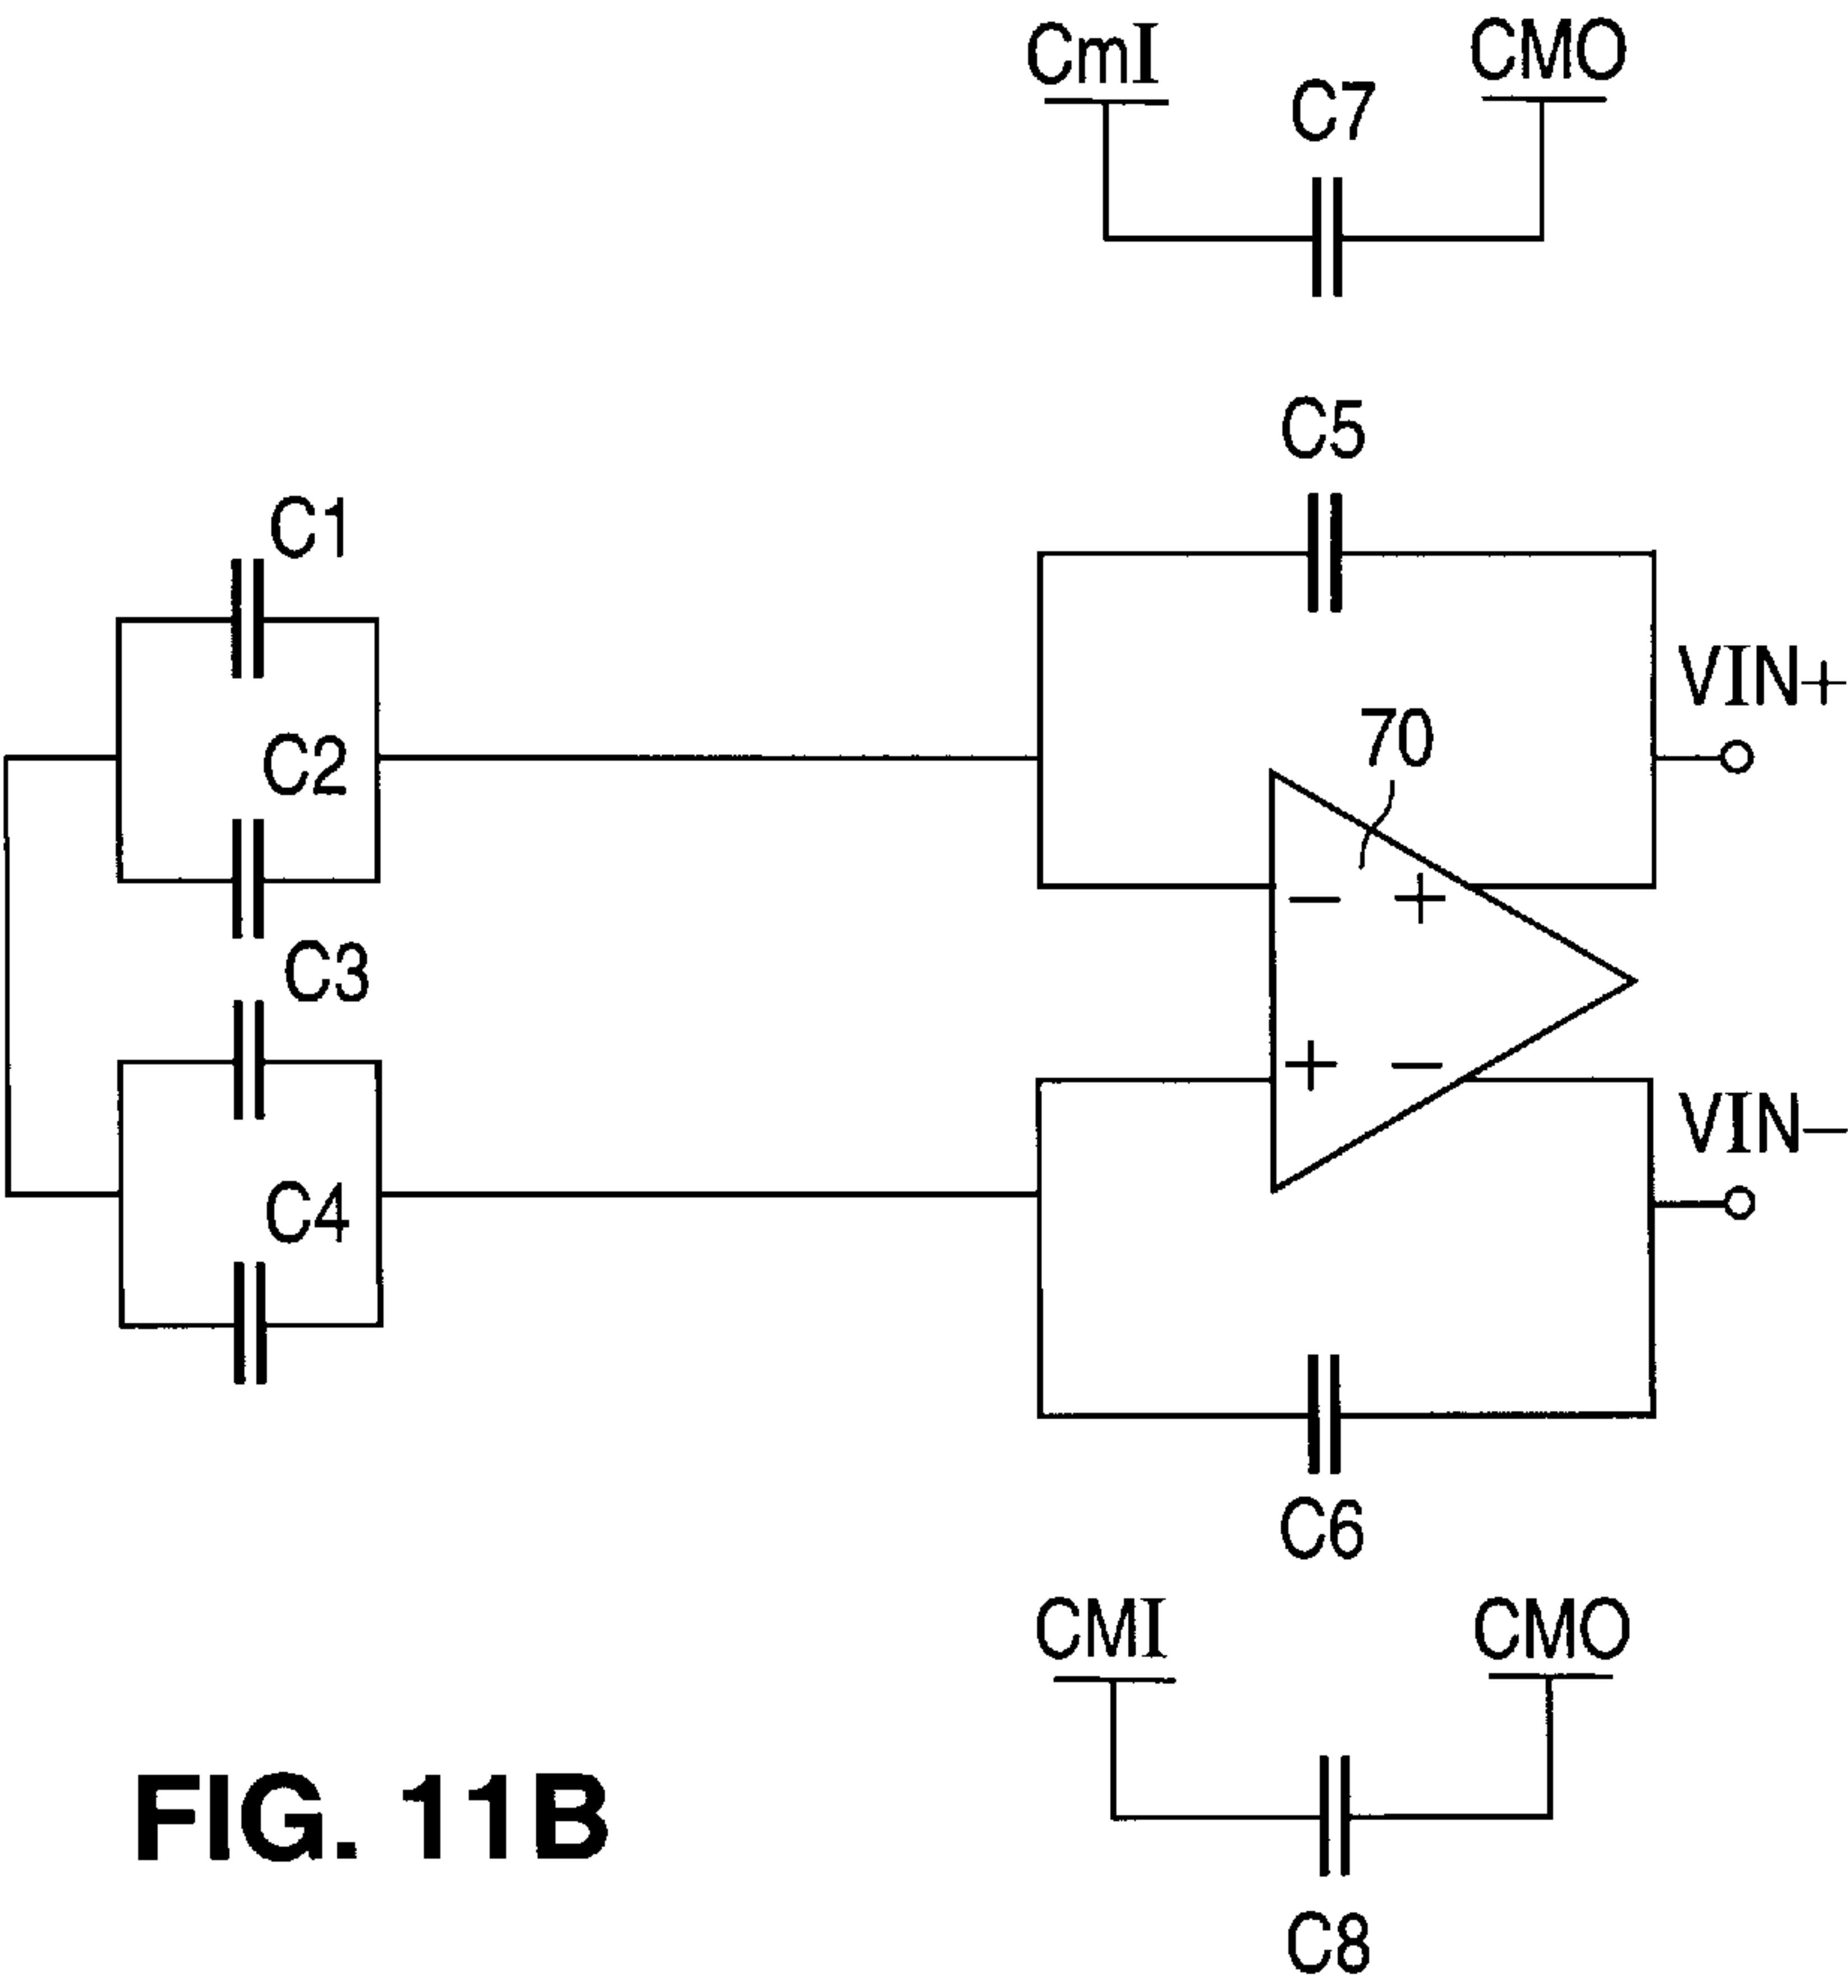 CmI
CMO
C7
C5
C1
VIN+
70
C2
- +
C3
+ -
VIN-
C4
C6
CMI
CMO
FIG. 11B
C8